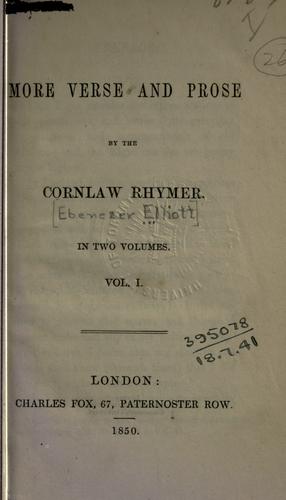 26
MORE VERSE AND PROSE
BY THE
CORNLAW RHYMER.
[Ebenezer Elliott]
IN TWO VOLUMES.
VOL. I.
395078
18.7.41
LONDON:
CHARLES FOX, 67, PATERNOSTER ROW.
1850.